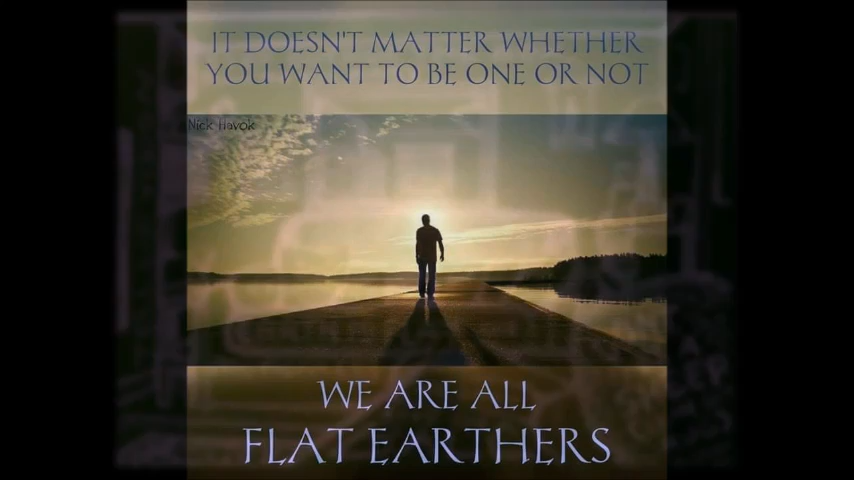 IT DOESN'T MATTER WHETHER
YOU WANT TO BE ONE OR NOT
Nick Havok
WE ARE ALL
FLAT EARTHERS